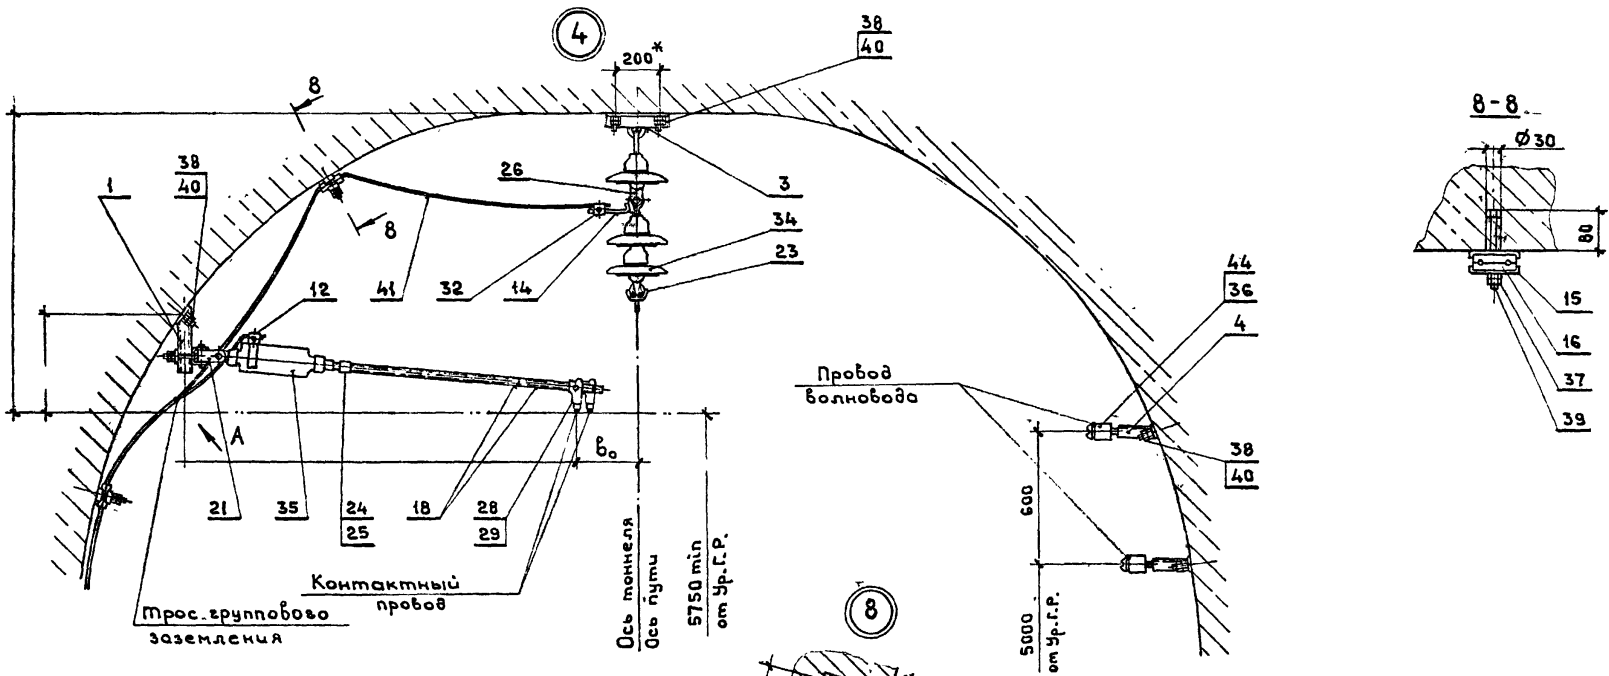 4
38
40
200*
8
8-8
Ø30
38
40
1
26
3
8
80
34
41
32
14
23
12
44
36
4
15
16
37
39
Провод
волновода
А
в₀
38
40
21
35
24
25
18
28
29
600
Контактный
провод
Трос группового
заземления
Ось тоннеля
Ось пути
5750 min
от Ур.Г.Р.
8
5000
от Ур.Г.Р.